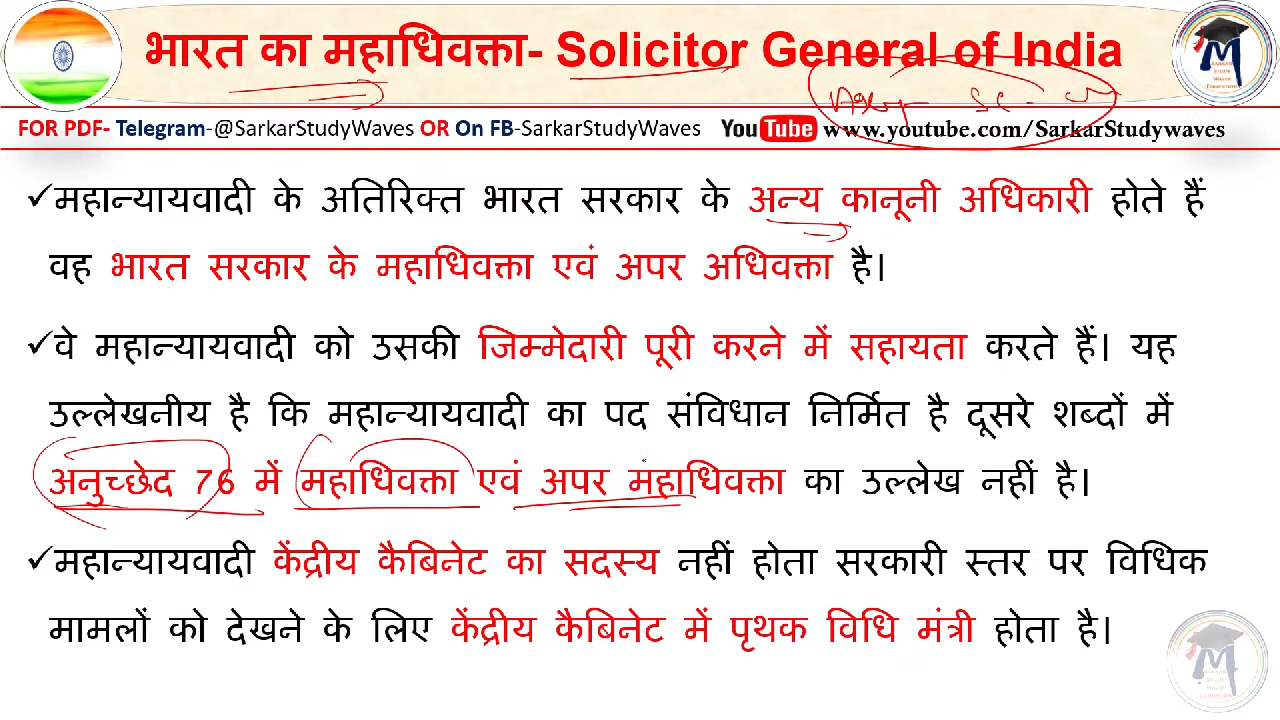 भारत का महाधिवक्ता- Solicitor General of India
FOR PDF- Telegram-@SarkarStudyWaves OR On FB-SarkarStudyWaves YouTube www.youtube.com/SarkarStudywaves
✓महान्यायवादी के अतिरिक्त भारत सरकार के अन्य कानूनी अधिकारी होते हैं
वह भारत सरकार के महाधिवक्ता एवं अपर अधिवक्ता है।
✓वे महान्यायवादी को उसकी जिम्मेदारी पूरी करने में सहायता करते हैं। यह
उल्लेखनीय है कि महान्यायवादी का पद संविधान निर्मित है दूसरे शब्दों में
अनुच्छेद 76 में महाधिवक्ता एवं अपर महाधिवक्ता का उल्लेख नहीं है।
✓महान्यायवादी केंद्रीय कैबिनेट का सदस्य नहीं होता सरकारी स्तर पर विधिक
मामलों को देखने के लिए केंद्रीय कैबिनेट में पृथक विधि मंत्री होता है।